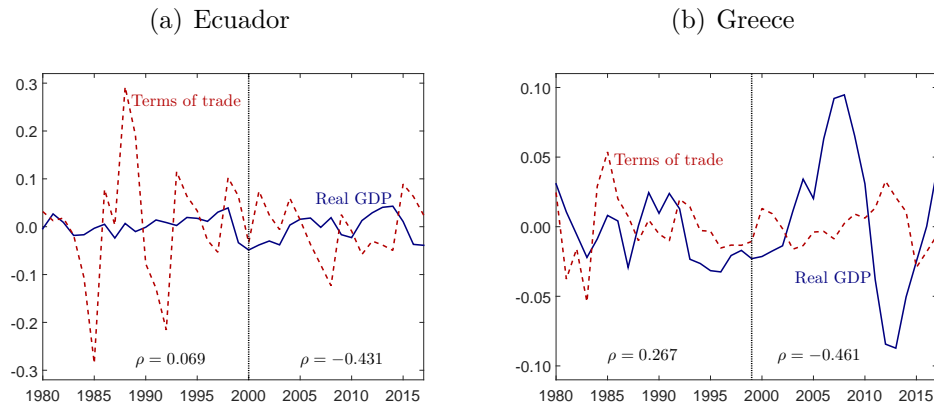 (a) Ecuador
0.3
0.2
0.1
0.0
-0.1
-0.2
-0.3
Terms of trade
Real GDP
ρ = 0.069
ρ = −0.431
1980 1985 1990 1995 2000 2005 2010 2015
(b) Greece
0.10
0.05
0.00
-0.05
-0.10
Terms of trade
Real GDP
ρ = 0.267
ρ = −0.461
1980 1985 1990 1995 2000 2005 2010 2015